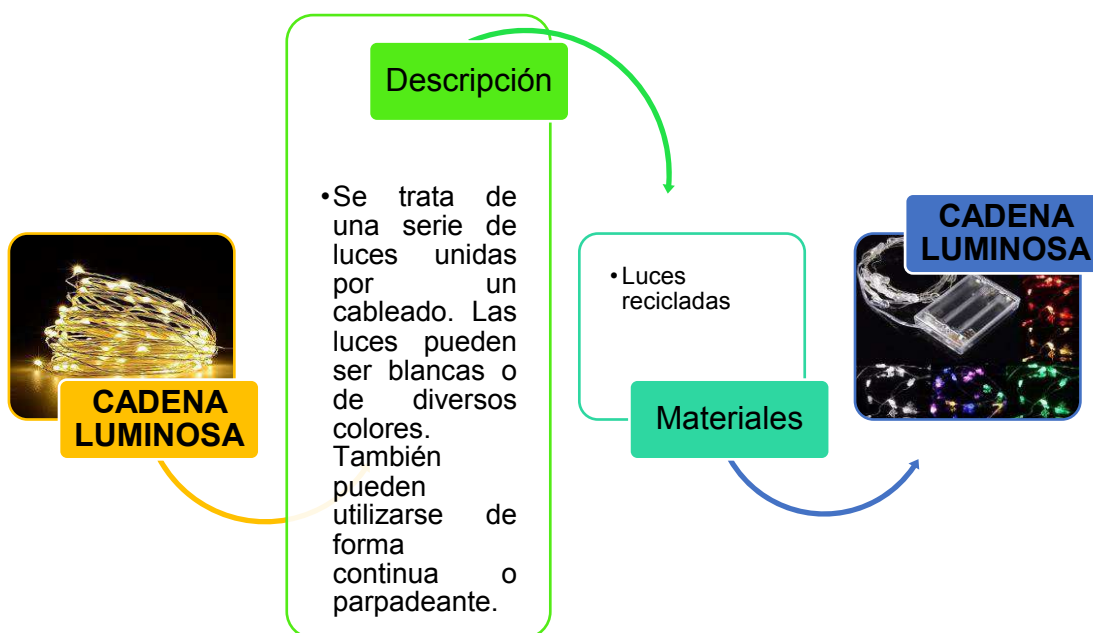 CADENA
LUMINOSA
Descripción
•Se trata de
una serie de
luces unidas
por un
cableado. Las
luces pueden
ser blancas o
de diversos
colores.
También
pueden
utilizarse de
forma
continua o
parpadeante.
•Luces
recicladas
Materiales
CADENA
LUMINOSA